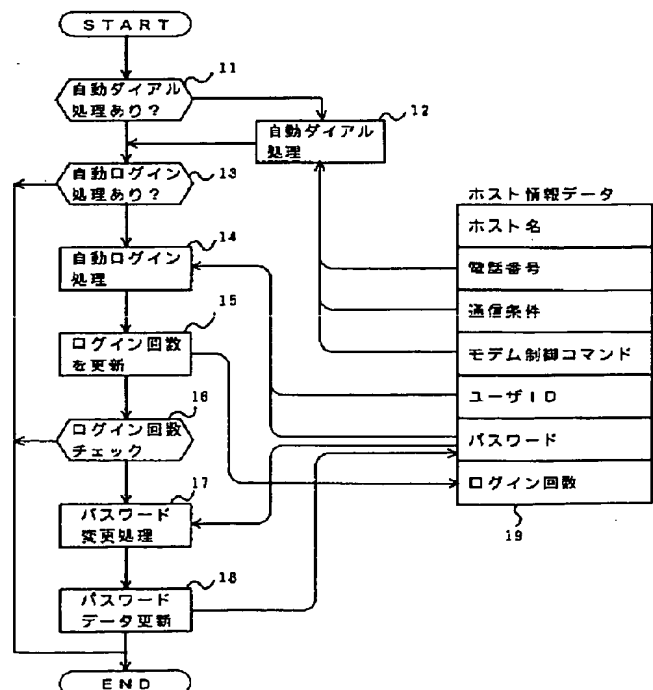 START
11
自動ダイアル
処理あり?
12
自動ダイアル
処理
13
自動ログイン
処理あり?
14
自動ログイン
処理
15
ログイン回数
を更新
16
ログイン回数
チェック
17
パスワード
変更処理
18
パスワード
データ更新
END
ホスト情報データ
ホスト名
電話番号
通信条件
モデム制御コマンド
ユーザID
パスワード
ログイン回数
19